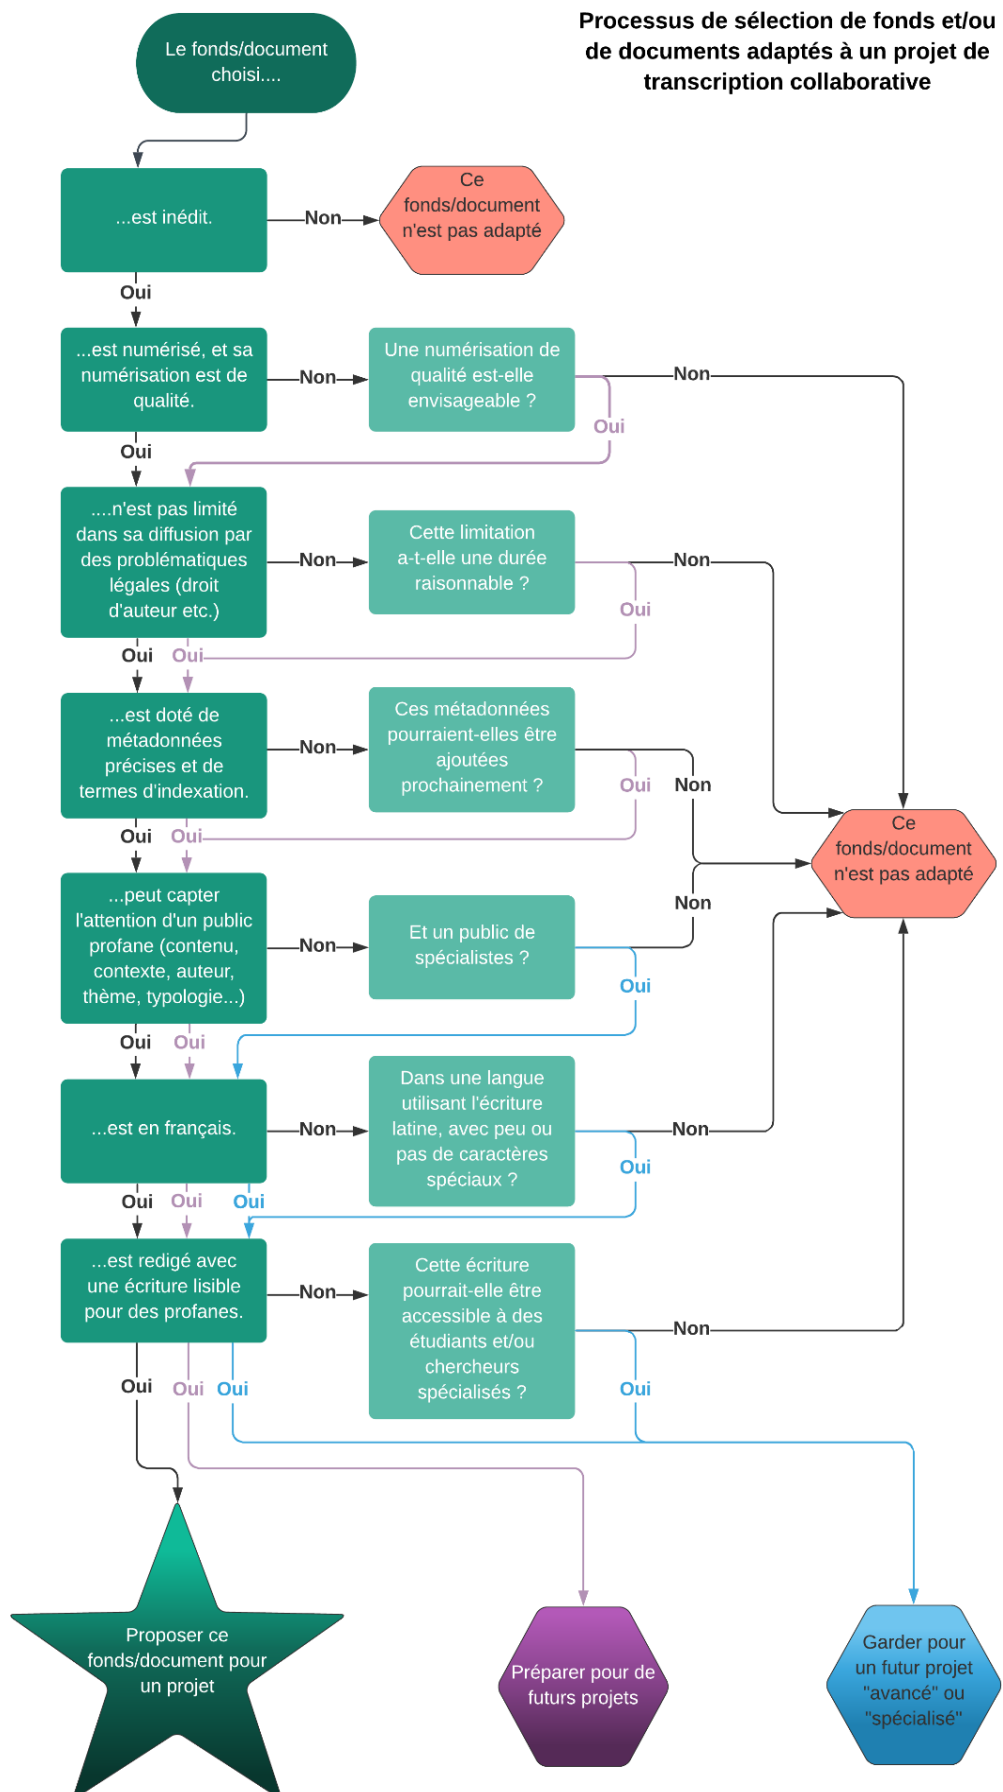 Processus de sélection de fonds et/ou
de documents adaptés à un projet de
transcription collaborative
Le fonds/document
choisi....
...est inédit.
Non
Ce
fonds/document
n'est pas adapté
Oui
...est numérisé, et sa
numérisation est de
qualité.
Non
Une numérisation de
qualité est-elle
envisageable ?
Non
Oui
Oui
....n'est pas limité
dans sa diffusion par
des problématiques
légales (droit
d'auteur etc.)
Non
Cette limitation
a-t-elle une durée
raisonnable ?
Non
Oui
Oui
Oui
...est doté de
métadonnées
précises et de
termes d'indexation.
Non
Ces métadonnées
pourraient-elles être
ajoutées
prochainement ?
Oui
Non
Oui
Oui
Ce
fonds/document
n'est pas adapté
...peut capter
l'attention d'un public
profane (contenu,
contexte, auteur,
thème, typologie...)
Non
Et un public de
spécialistes ?
Non
Oui
Oui
Oui
...est en français.
Non
Dans une langue
utilisant l'écriture
latine, avec peu ou
pas de caractères
spéciaux ?
Non
Oui
Oui
Oui
Oui
...est redigé avec
une écriture lisible
pour des profanes.
Non
Cette écriture
pourrait-elle être
accessible à des
étudiants et/ou
chercheurs
spécialisés ?
Non
Oui
Oui
Oui
Oui
Proposer ce
fonds/document pour
un projet
Préparer pour de
futurs projets
Garder pour
un futur projet
"avancé" ou
"spécialisé"